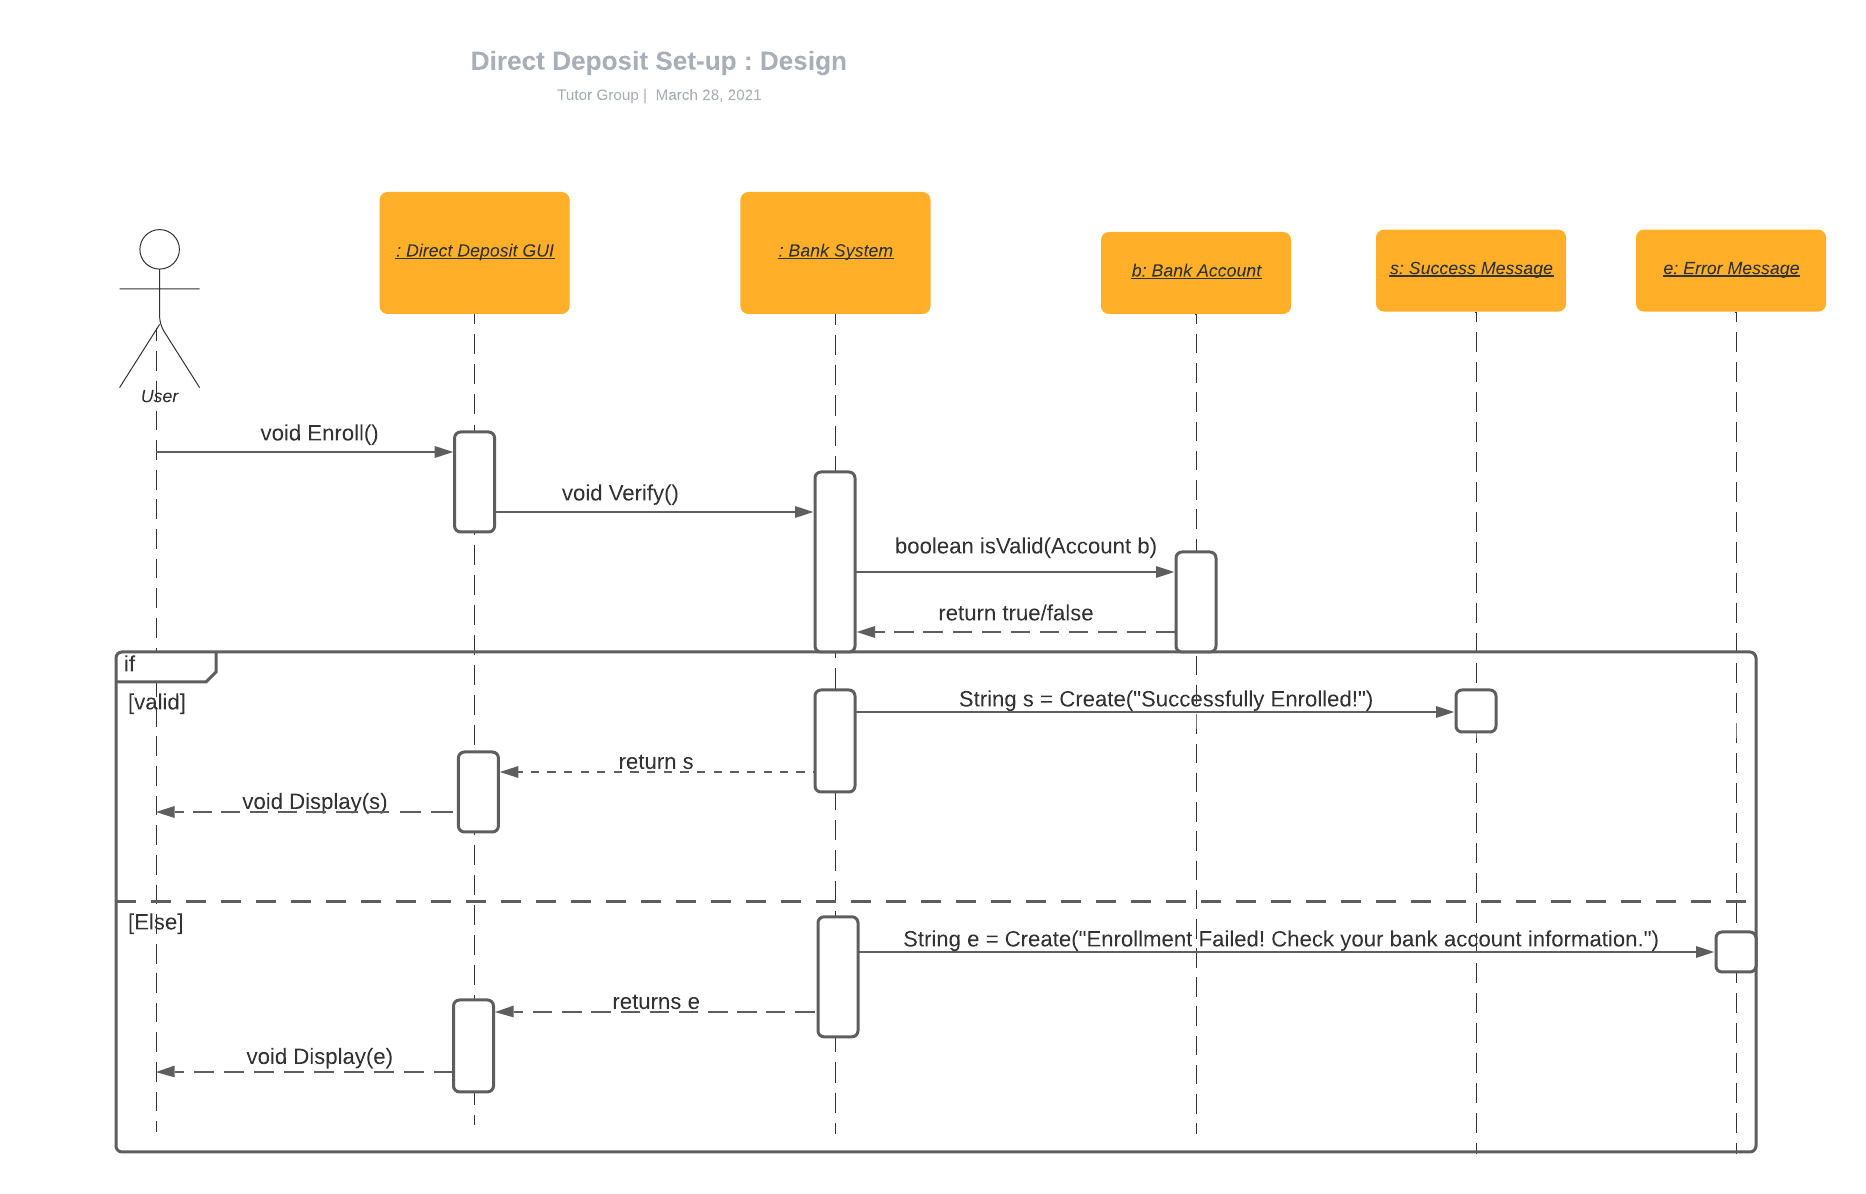 Direct Deposit Set-up : Design
Tutor Group | March 28, 2021
: Direct Deposit GUI
: Bank System
b: Bank Account
s: Success Message
e: Error Message
User
void Enroll()
void Verify()
boolean isValid(Account b)
return true/false
if
[valid]
String s = Create("Successfully Enrolled!")
return s
void Display(s)
[Else]
String e = Create("Enrollment Failed! Check your bank account information.")
returns e
void Display(e)